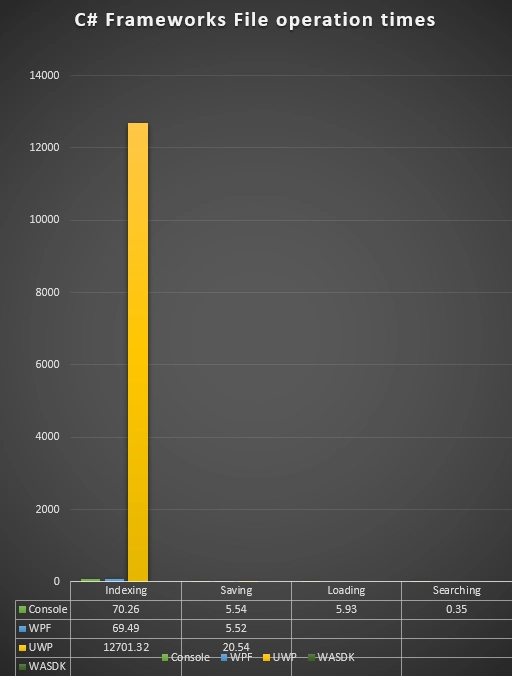 C# Frameworks File operation times
14000
12000
10000
8000
6000
4000
2000
0
Indexing Saving Loading Searching
Console 70.26 5.54 5.93 0.35
WPF 69.49 5.52
UWP 12701.32 20.54
WASDK
Console WPF UWP WASDK